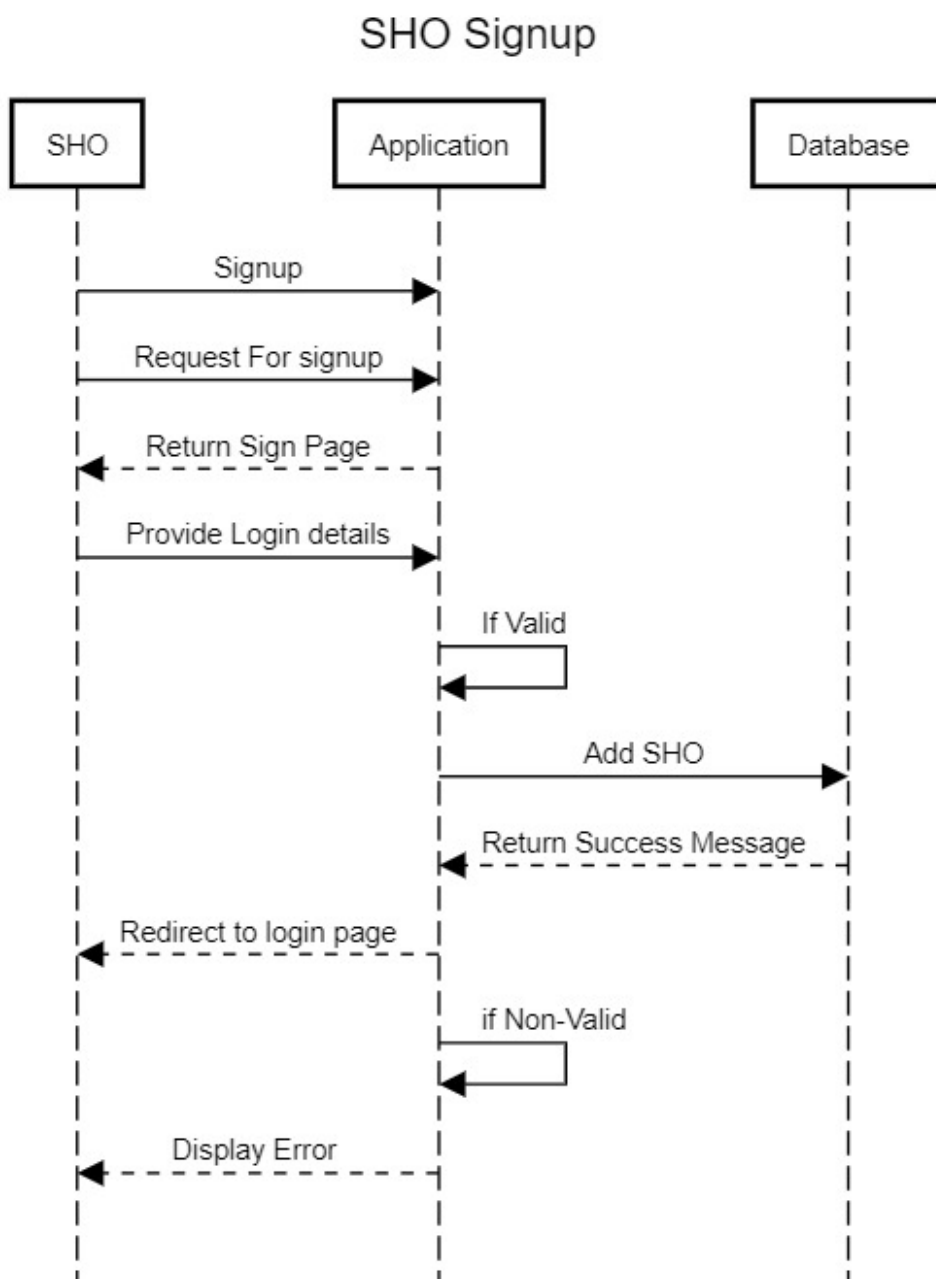 SHO Signup
SHO
Application
Database
Signup
Request For signup
Return Sign Page
Provide Login details
If Valid
Add SHO
Return Success Message
Redirect to login page
if Non-Valid
Display Error